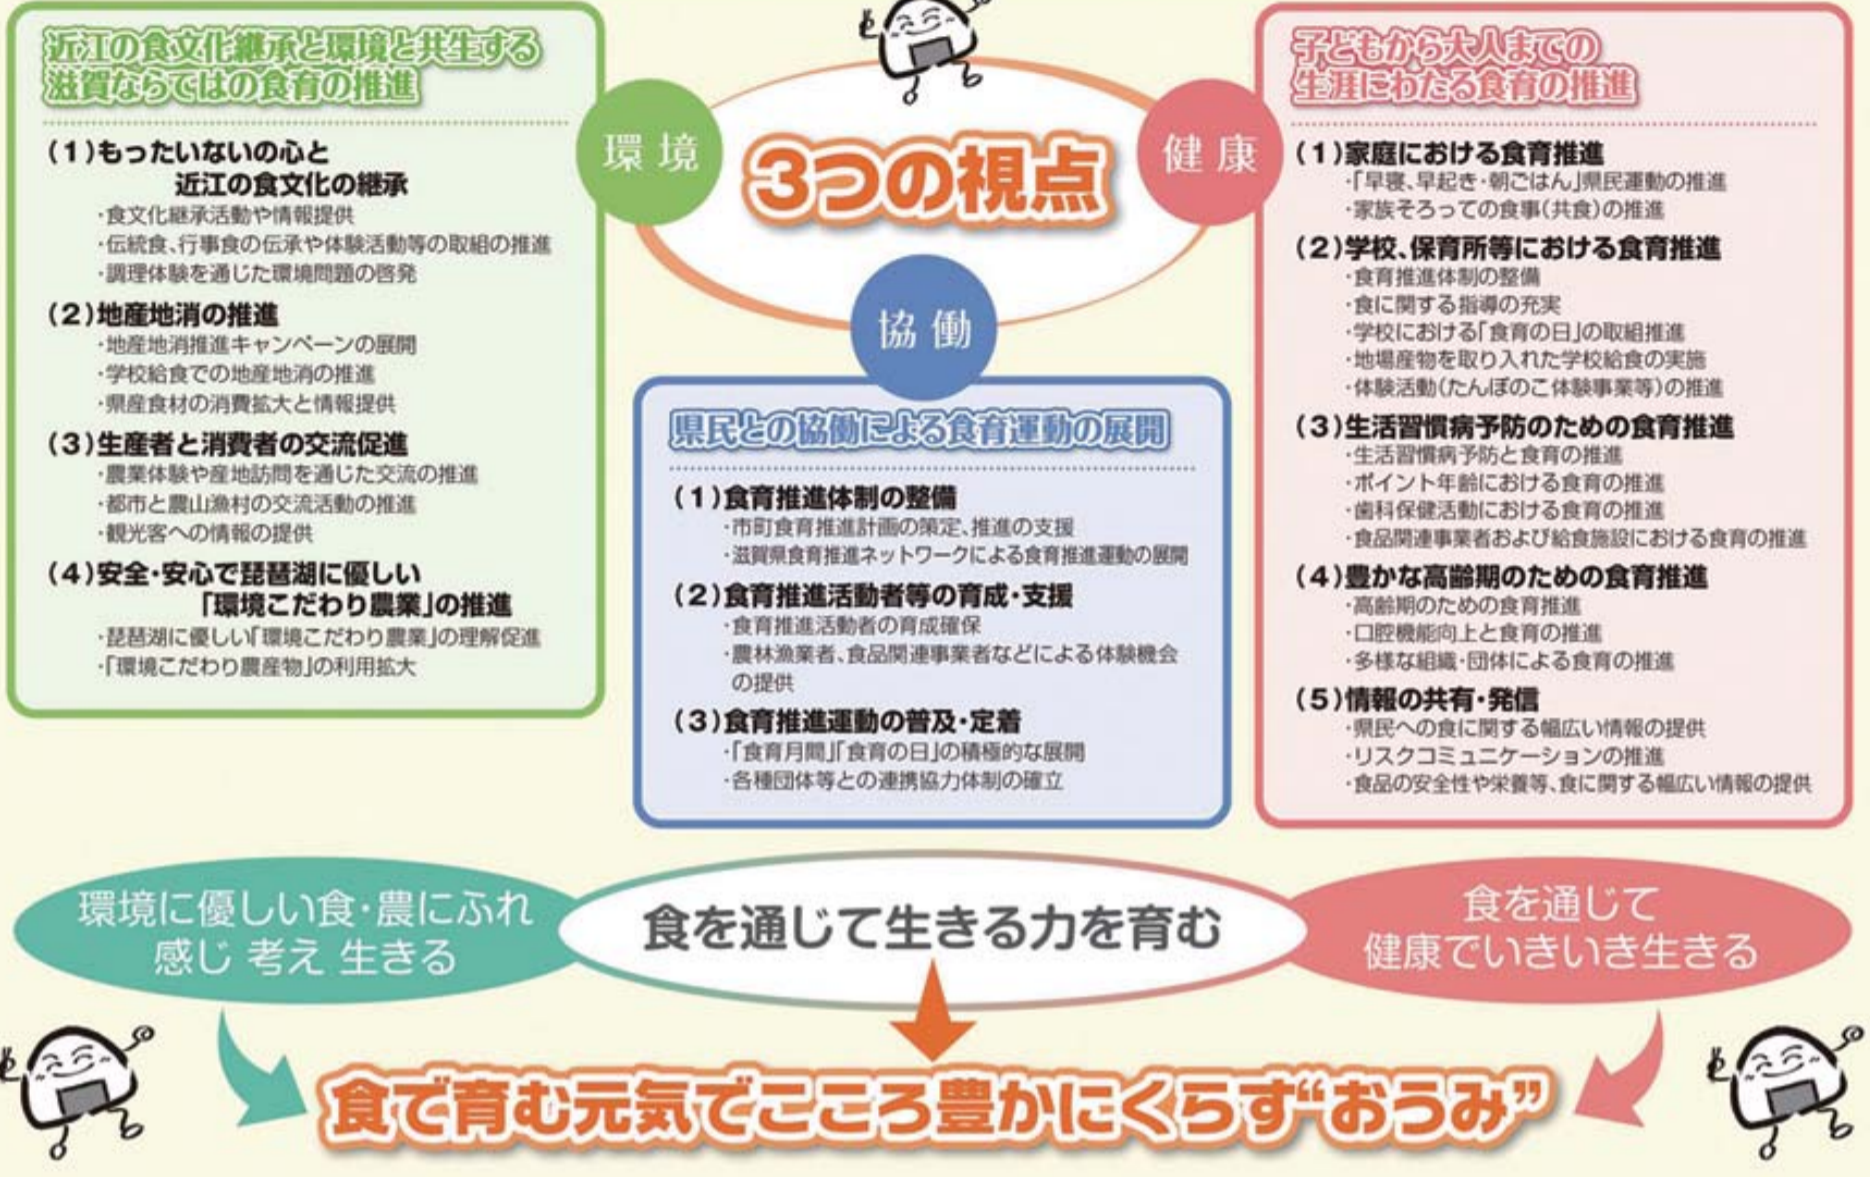 3つの視点
環境
近江の食文化継承と環境と共生する
滋賀ならではの食育の推進
(1)もったいないの心と
近江の食文化の継承
・食文化継承活動や情報提供
・伝統食、行事食の伝承や体験活動等の取組の推進
・調理体験を通じた環境問題の啓発
(2)地産地消の推進
・地産地消推進キャンペーンの展開
・学校給食での地産地消の推進
・県産食材の消費拡大と情報提供
(3)生産者と消費者の交流促進
・農業体験や産地訪問を通じた交流の推進
・都市と農山漁村の交流活動の推進
・観光客への情報の提供
(4)安全・安心で琵琶湖に優しい
「環境こだわり農業」の推進
・琵琶湖に優しい「環境こだわり農業」の理解促進
・「環境こだわり農産物」の利用拡大
協働
県民との協働による食育運動の展開
(1)食育推進体制の整備
・市町食育推進計画の策定、推進の支援
・滋賀県食育推進ネットワークによる食育推進運動の展開
(2)食育推進活動者等の育成・支援
・食育推進活動者の育成確保
・農林漁業者、食品関連事業者などによる体験機会
の提供
(3)食育推進運動の普及・定着
・「食育月間」「食育の日」の積極的な展開
・各種団体等との連携協力体制の確立
健康
子どもから大人までの
生涯にわたる食育の推進
(1)家庭における食育推進
・「早寝、早起き・朝ごはん」県民運動の推進
・家族そろっての食事(共食)の推進
(2)学校、保育所等における食育推進
・食育推進体制の整備
・食に関する指導の充実
・学校における「食育の日」の取組推進
・地場産物を取り入れた学校給食の実施
・体験活動(たんぼのこ体験事業等)の推進
(3)生活習慣病予防のための食育推進
・生活習慣病予防と食育の推進
・ポイント年齢における食育の推進
・歯科保健活動における食育の推進
・食品関連事業者および給食施設における食育の推進
(4)豊かな高齢期のための食育推進
・高齢期のための食育推進
・口腔機能向上と食育の推進
・多様な組織・団体による食育の推進
(5)情報の共有・発信
・県民への食に関する幅広い情報の提供
・リスクコミュニケーションの推進
・食品の安全性や栄養等、食に関する幅広い情報の提供
環境に優しい食・農にふれ
感じ 考え 生きる
食を通じて生きる力を育む
食を通じて
健康でいきいき生きる
食で育む元気でこころ豊かにくらす“おうみ”